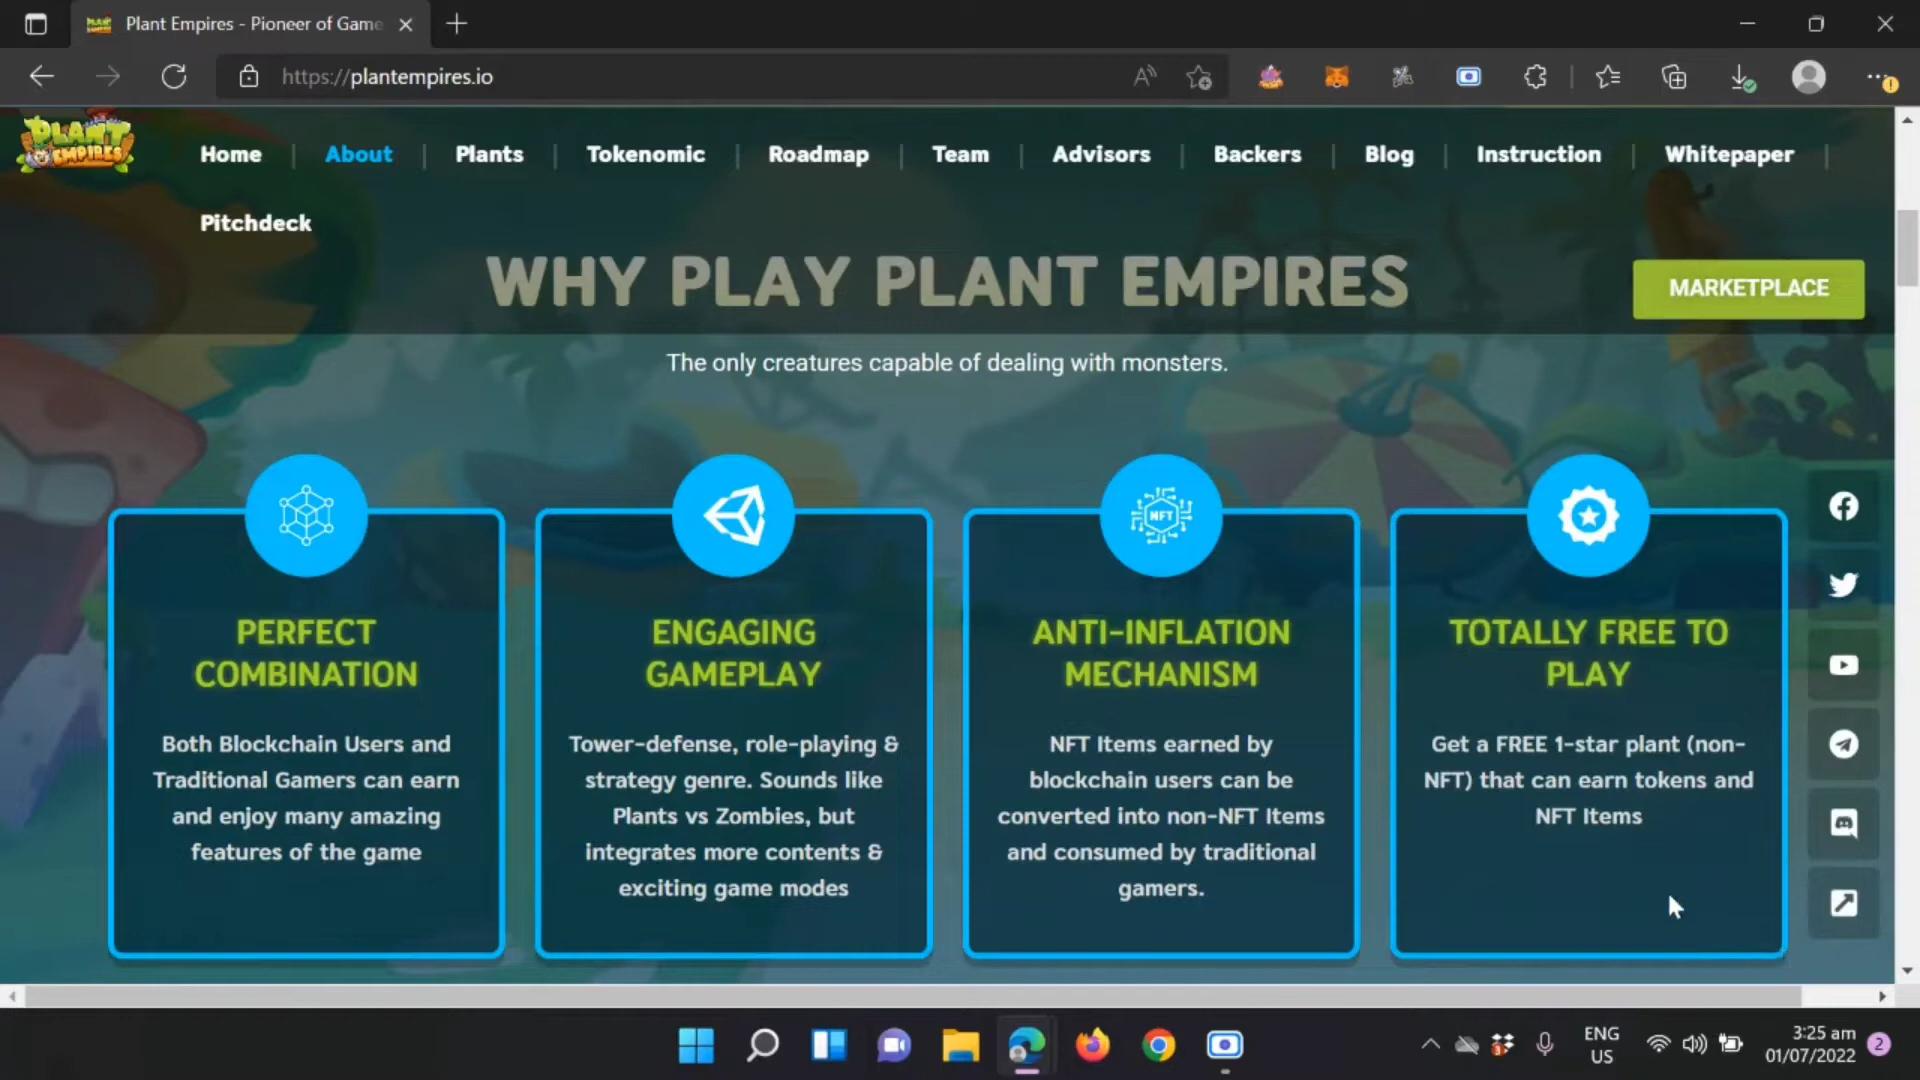 Plant Empires - Pioneer of Game
https://plantempires.io
PLANT
EMPIRES
Home
About
Plants
Tokenomic
Roadmap
Team
Advisors
Backers
Blog
Instruction
Whitepaper
Pitchdeck
WHY PLAY PLANT EMPIRES
MARKETPLACE
The only creatures capable of dealing with monsters.
PERFECT
COMBINATION
Both Blockchain Users and
Traditional Gamers can earn
and enjoy many amazing
features of the game
ENGAGING
GAMEPLAY
Tower-defense, role-playing &
strategy genre. Sounds like
Plants vs Zombies, but
integrates more contents &
exciting game modes
NFT
ANTI-INFLATION
MECHANISM
NFT Items earned by
blockchain users can be
converted into non-NFT Items
and consumed by traditional
gamers.
TOTALLY FREE TO
PLAY
Get a FREE 1-star plant (non-
NFT) that can earn tokens and
NFT Items
ENG
US
3:25 am
01/07/2022
2